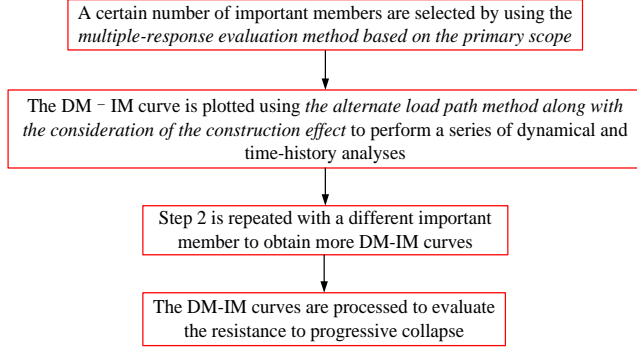 A certain number of important members are selected by using the
multiple-response evaluation method based on the primary scope
The DM－IM curve is plotted using the alternate load path method along with
the consideration of the construction effect to perform a series of dynamical and
time-history analyses
Step 2 is repeated with a different important
member to obtain more DM-IM curves
The DM-IM curves are processed to evaluate
the resistance to progressive collapse